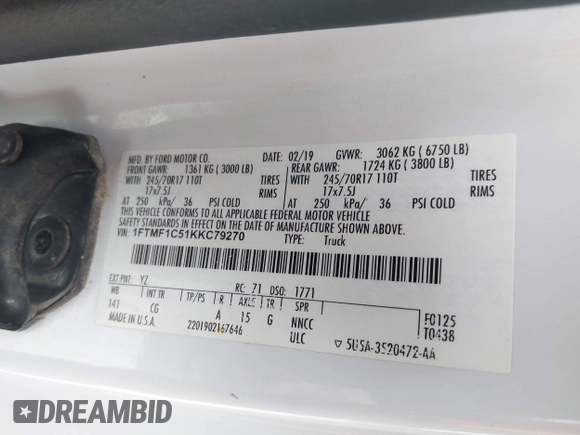 MFD. BY FORD MOTOR CO.
DATE: 02/19 GVWR: 3062 KG ( 6750 LB)
FRONT GAWR: 1361 KG ( 3000 LB) REAR GAWR: 1724 KG ( 3800 LB)
WITH 245/70R17 110T TIRES WITH 245/70R17 110T TIRES
17x7.5J RIMS 17x7.5J RIMS
AT 250 kPa/ 36 PSI COLD AT 250 kPa/ 36 PSI COLD
THIS VEHICLE CONFORMS TO ALL APPLICABLE FEDERAL MOTOR VEHICLE
SAFETY STANDARDS IN EFFECT ON THE DATE OF MANUFACTURE SHOWN ABOVE.
VIN: 1FTMF1C51KKC79270 TYPE: Truck
EXT PNT: YZ RC: 71 DSO: 1771
WB INT TR TP/PS R AXLE TR SPR
141 CG A 15 G NNCC F0125
ULC T0438
MADE IN U.S.A. 2201902167646 ▽ 5U5A-3520472-AA
DREAMBID